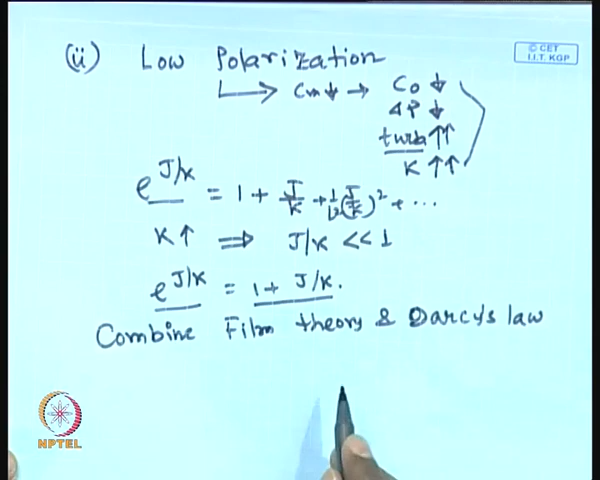 (ii) Low Polarization
© CET
I.I.T. KGP
↳ Cm↓ → C0 ↓
ΔP ↓
turb ↑↑
K ↑↑
e^J/K = 1 + J/K + 1/2(J/K)^2 + ...
K↑ ⇒ J/K << 1
e^J/K = 1 + J/K.
Combine Film theory & Darcy's law
NPTEL